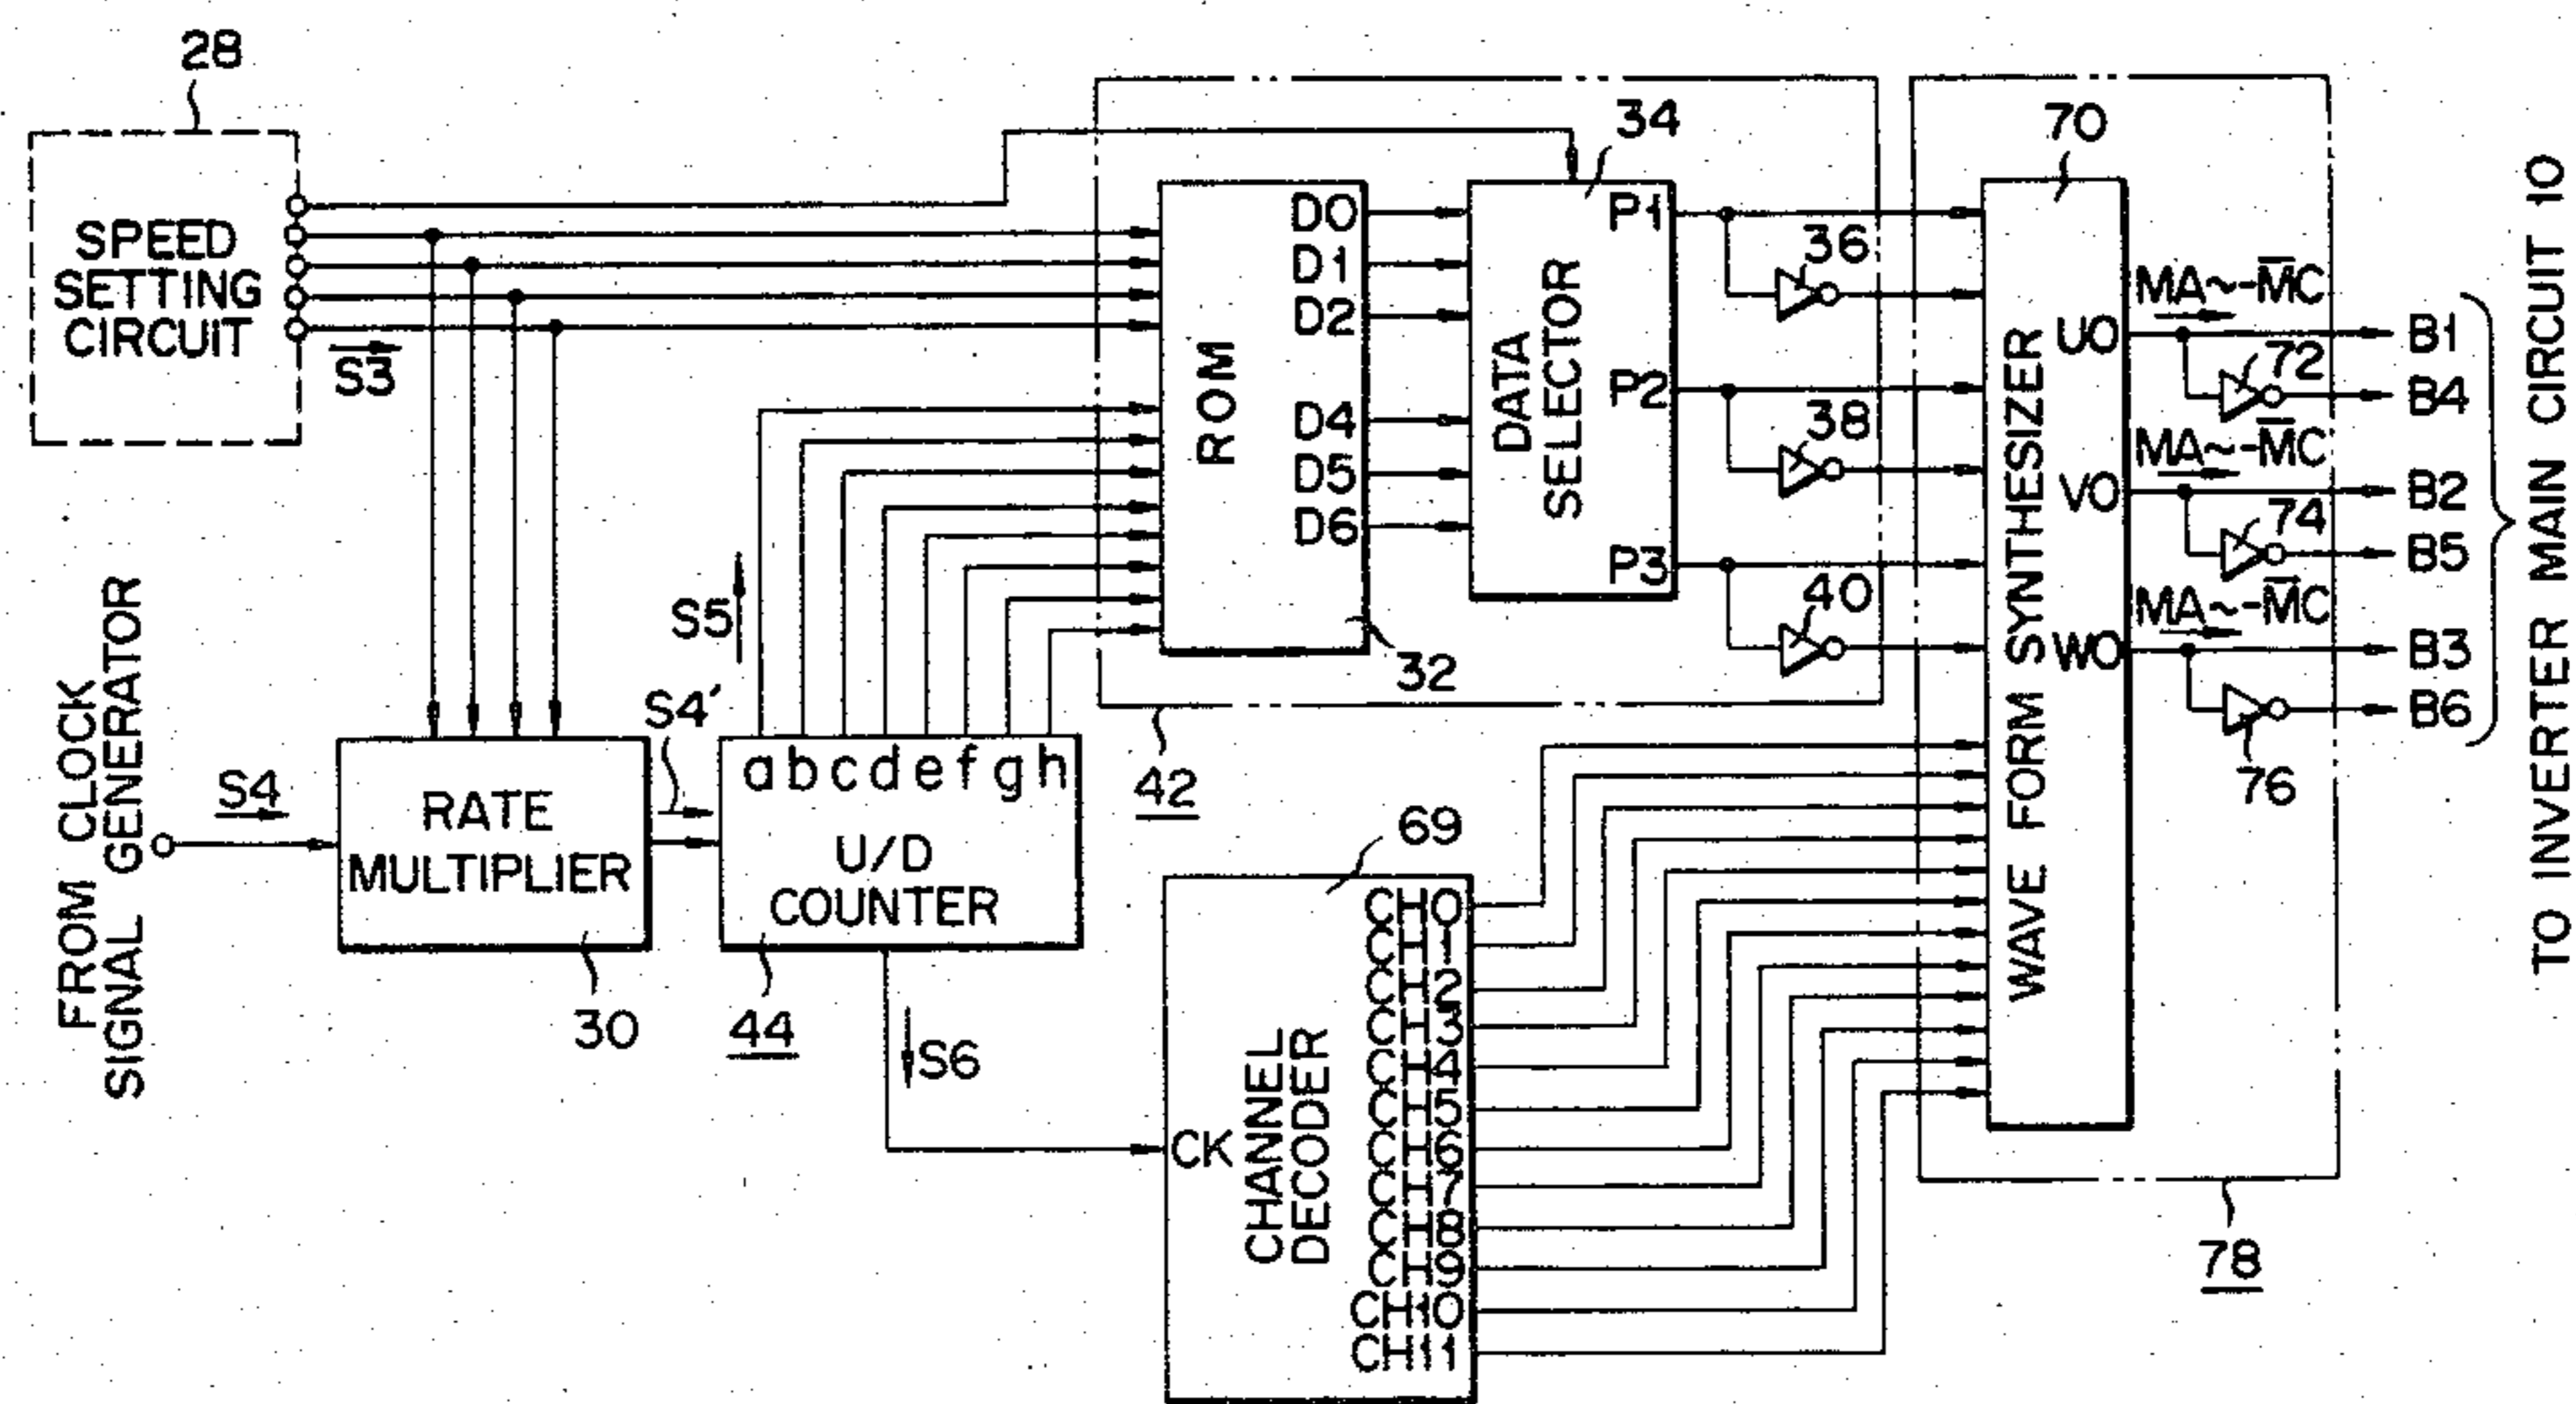 28
SPEED
SETTING
CIRCUIT
S3
FROM CLOCK
SIGNAL GENERATOR
S4
RATE
MULTIPLIER
30
S4'
S5
a b c d e f g h
U/D
COUNTER
44
S6
ROM
D0
D1
D2
D4
D5
D6
32
42
34
DATA
SELECTOR
P1
P2
P3
36
38
40
69
CK
CHANNEL
DECODER
CH0
CH1
CH2
CH3
CH4
CH5
CH6
CH7
CH8
CH9
CH10
CH11
70
WAVE FORM SYNTHESIZER
U0
V0
W0
MA~-M̅C
72
MA~-M̅C
74
MA~-M̅C
76
78
B1
B4
B2
B5
B3
B6
TO INVERTER MAIN CIRCUIT 10